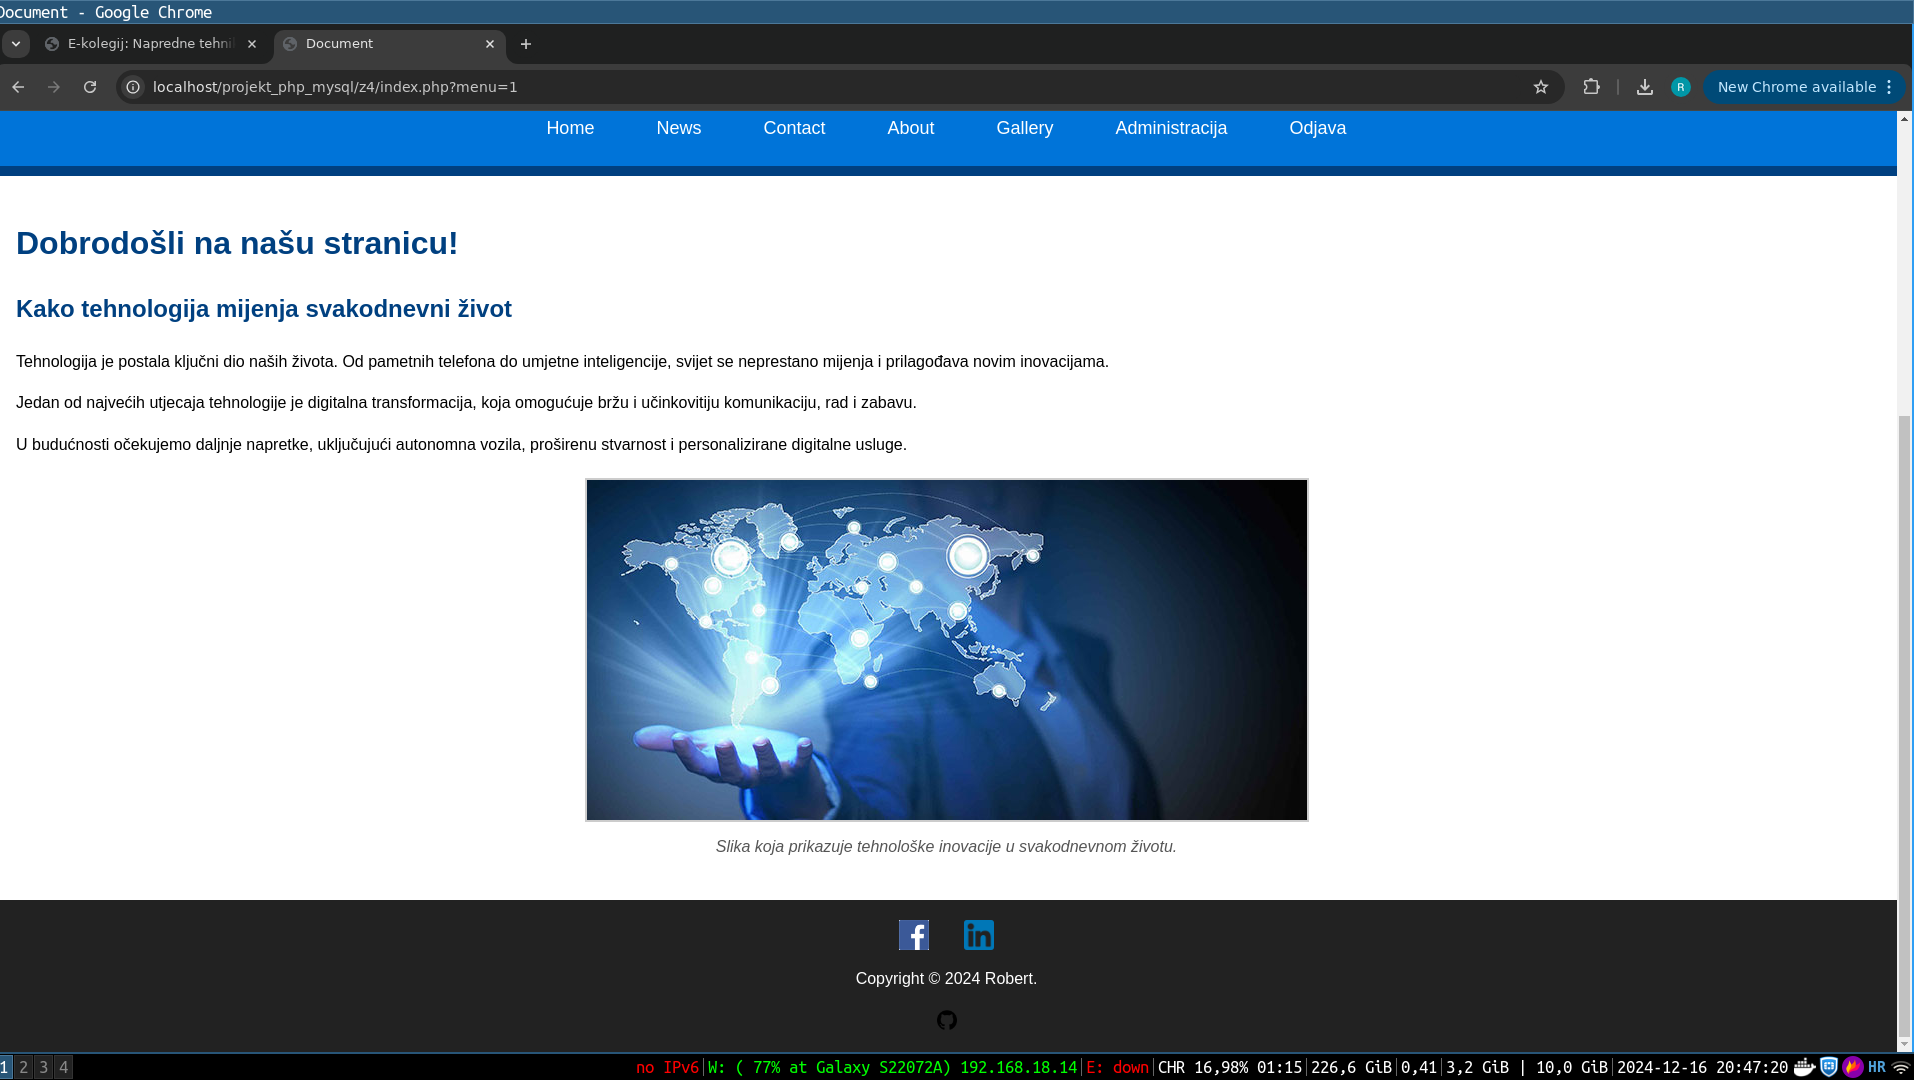 Document - Google Chrome
E-kolegij: Napredne tehni
Document
localhost/projekt_php_mysql/z4/index.php?menu=1
R
New Chrome available
Home News Contact About Gallery Administracija Odjava
Dobrodošli na našu stranicu!
Kako tehnologija mijenja svakodnevni život
Tehnologija je postala ključni dio naših života. Od pametnih telefona do umjetne inteligencije, svijet se neprestano mijenja i prilagođava novim inovacijama.
Jedan od najvećih utjecaja tehnologije je digitalna transformacija, koja omogućuje bržu i učinkovitiju komunikaciju, rad i zabavu.
U budućnosti očekujemo daljnje napretke, uključujući autonomna vozila, proširenu stvarnost i personalizirane digitalne usluge.
Slika koja prikazuje tehnološke inovacije u svakodnevnom životu.
f in
Copyright © 2024 Robert.
1 2 3 4 no IPv6|W: ( 77% at Galaxy S22072A) 192.168.18.14|E: down|CHR 16,98% 01:15|226,6 GiB|0,41|3,2 GiB | 10,0 GiB|2024-12-16 20:47:20 HR